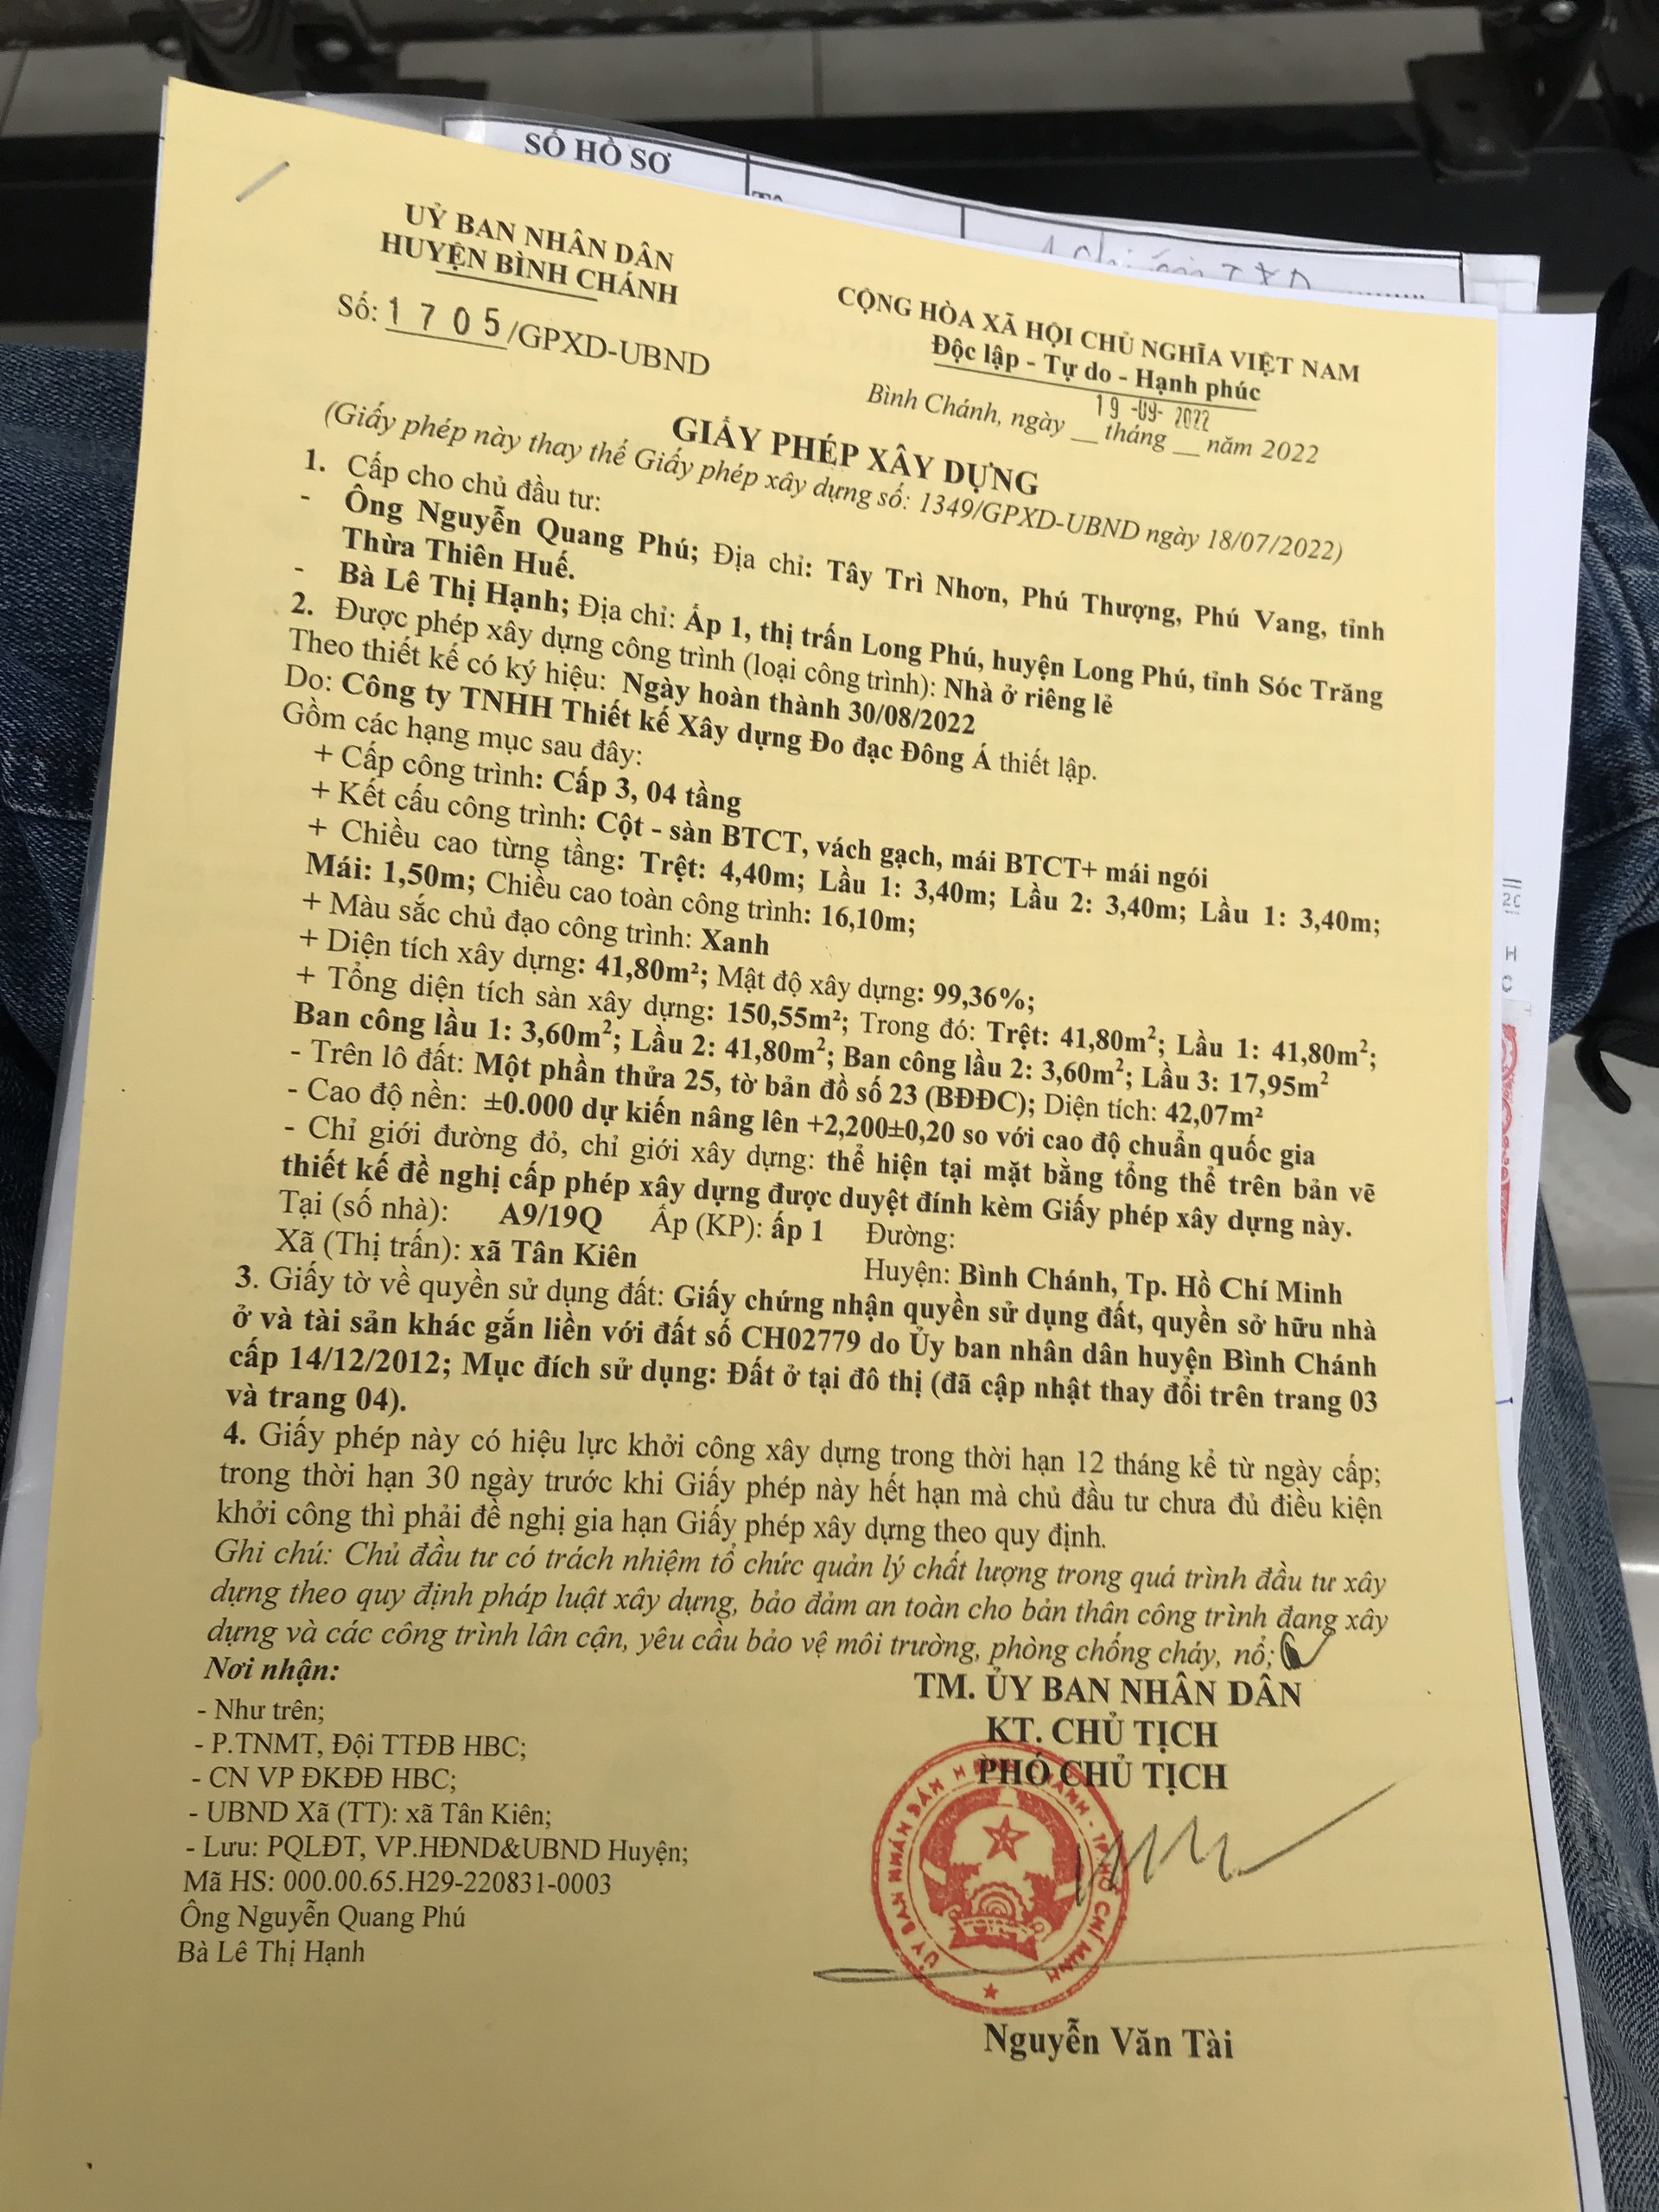 SỐ HỒ SƠ
UỶ BAN NHÂN DÂN
HUYỆN BÌNH CHÁNH
Số: 1705/GPXD-UBND
CỘNG HÒA XÃ HỘI CHỦ NGHĨA VIỆT NAM
Độc lập - Tự do - Hạnh phúc
19 -09- 2022
Bình Chánh, ngày __ tháng __ năm 2022
GIẤY PHÉP XÂY DỰNG
(Giấy phép này thay thế Giấy phép xây dựng số: 1349/GPXD-UBND ngày 18/07/2022)
1. Cấp cho chủ đầu tư:
- Ông Nguyễn Quang Phú; Địa chỉ: Tây Trì Nhơn, Phú Thượng, Phú Vang, tỉnh
Thừa Thiên Huế.
- Bà Lê Thị Hạnh; Địa chỉ: Ấp 1, thị trấn Long Phú, huyện Long Phú, tỉnh Sóc Trăng
2. Được phép xây dựng công trình (loại công trình): Nhà ở riêng lẻ
Theo thiết kế có ký hiệu: Ngày hoàn thành 30/08/2022
Do: Công ty TNHH Thiết kế Xây dựng Đo đạc Đông Á thiết lập.
Gồm các hạng mục sau đây:
+ Cấp công trình: Cấp 3, 04 tầng
+ Kết cấu công trình: Cột - sàn BTCT, vách gạch, mái BTCT+ mái ngói
+ Chiều cao từng tầng: Trệt: 4,40m; Lầu 1: 3,40m; Lầu 2: 3,40m; Lầu 1: 3,40m;
Mái: 1,50m; Chiều cao toàn công trình: 16,10m;
+ Màu sắc chủ đạo công trình: Xanh
+ Diện tích xây dựng: 41,80m²; Mật độ xây dựng: 99,36%;
+ Tổng diện tích sàn xây dựng: 150,55m²; Trong đó: Trệt: 41,80m²; Lầu 1: 41,80m²;
Ban công lầu 1: 3,60m²; Lầu 2: 41,80m²; Ban công lầu 2: 3,60m²; Lầu 3: 17,95m²
- Trên lô đất: Một phần thửa 25, tờ bản đồ số 23 (BĐĐC); Diện tích: 42,07m²
- Cao độ nền: ±0.000 dự kiến nâng lên +2,200±0,20 so với cao độ chuẩn quốc gia
- Chỉ giới đường đỏ, chỉ giới xây dựng: thể hiện tại mặt bằng tổng thể trên bản vẽ
thiết kế đề nghị cấp phép xây dựng được duyệt đính kèm Giấy phép xây dựng này.
Tại (số nhà): A9/19Q Ấp (KP): ấp 1 Đường:
Xã (Thị trấn): xã Tân Kiên Huyện: Bình Chánh, Tp. Hồ Chí Minh
3. Giấy tờ về quyền sử dụng đất: Giấy chứng nhận quyền sử dụng đất, quyền sở hữu nhà
ở và tài sản khác gắn liền với đất số CH02779 do Ủy ban nhân dân huyện Bình Chánh
cấp 14/12/2012; Mục đích sử dụng: Đất ở tại đô thị (đã cập nhật thay đổi trên trang 03
và trang 04).
4. Giấy phép này có hiệu lực khởi công xây dựng trong thời hạn 12 tháng kể từ ngày cấp;
trong thời hạn 30 ngày trước khi Giấy phép này hết hạn mà chủ đầu tư chưa đủ điều kiện
khởi công thì phải đề nghị gia hạn Giấy phép xây dựng theo quy định.
Ghi chú: Chủ đầu tư có trách nhiệm tổ chức quản lý chất lượng trong quá trình đầu tư xây
dựng theo quy định pháp luật xây dựng, bảo đảm an toàn cho bản thân công trình đang xây
dựng và các công trình lân cận, yêu cầu bảo vệ môi trường, phòng chống cháy, nổ;
Nơi nhận:
- Như trên;
- P.TNMT, Đội TTĐB HBC;
- CN VP ĐKĐĐ HBC;
- UBND Xã (TT): xã Tân Kiên;
- Lưu: PQLĐT, VP.HĐND&UBND Huyện;
Mã HS: 000.00.65.H29-220831-0003
Ông Nguyễn Quang Phú
Bà Lê Thị Hạnh
TM. ỦY BAN NHÂN DÂN
KT. CHỦ TỊCH
PHÓ CHỦ TỊCH
ỦY BAN NHÂN DÂN H BÌNH CHÁNH - TP. HỒ CHÍ MINH
Nguyễn Văn Tài